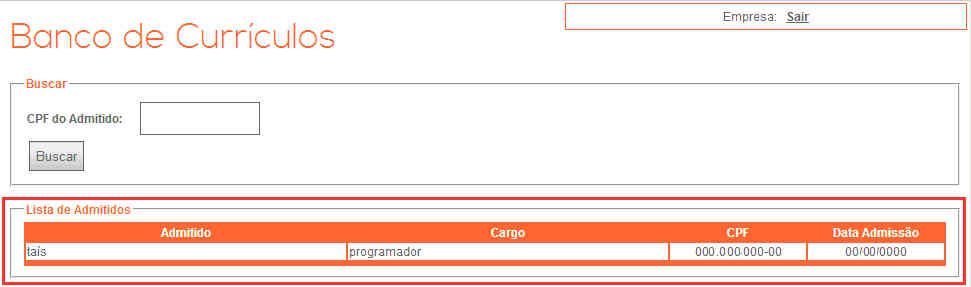 Empresa: Sair
Banco de Currículos
Buscar
CPF do Admitido:
Buscar
Lista de Admitidos
Admitido Cargo CPF Data Admissão
taís programador 000.000.000-00 00/00/0000